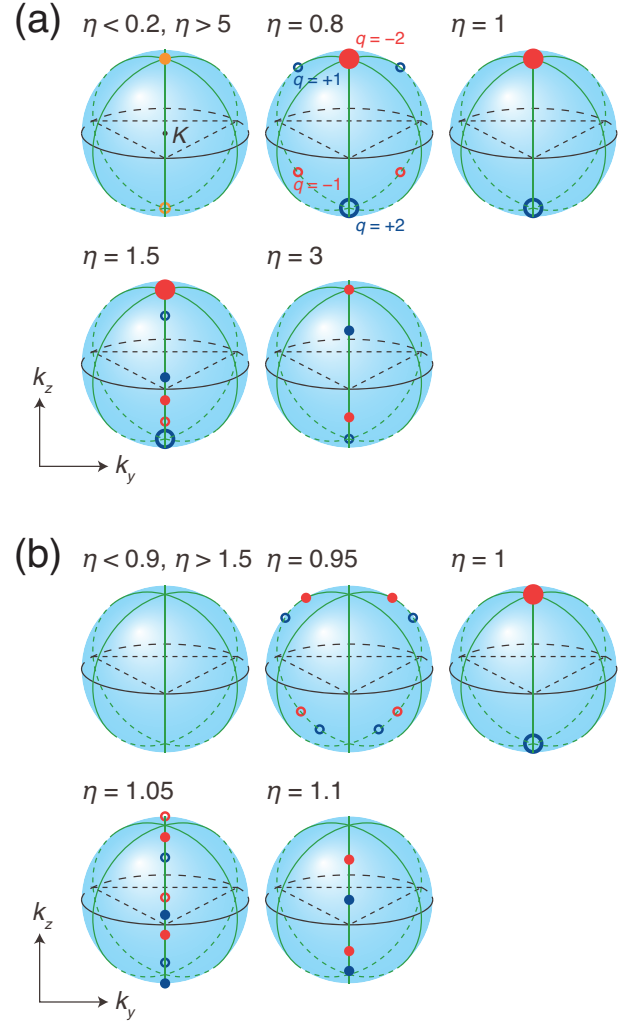 (a)
η < 0.2, η > 5
η = 0.8
η = 1
q = −2
q = +1
K
q = −1
q = +2
η = 1.5
η = 3
k_z
k_y
(b)
η < 0.9, η > 1.5
η = 0.95
η = 1
η = 1.05
η = 1.1
k_z
k_y